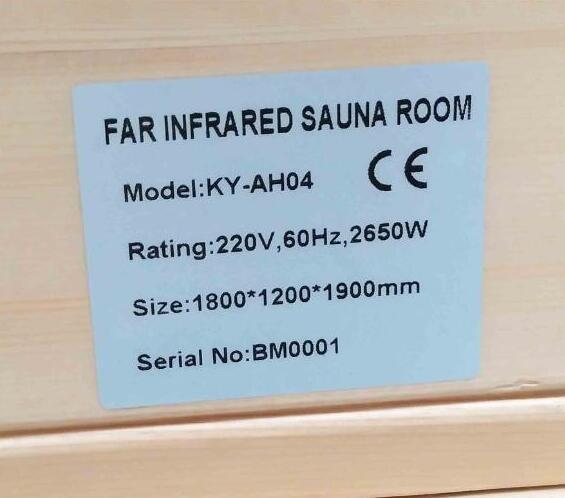 FAR INFRARED SAUNA ROOM
Model:KY-AH04 CE
Rating:220V,60Hz,2650W
Size:1800*1200*1900mm
Serial No:BM0001